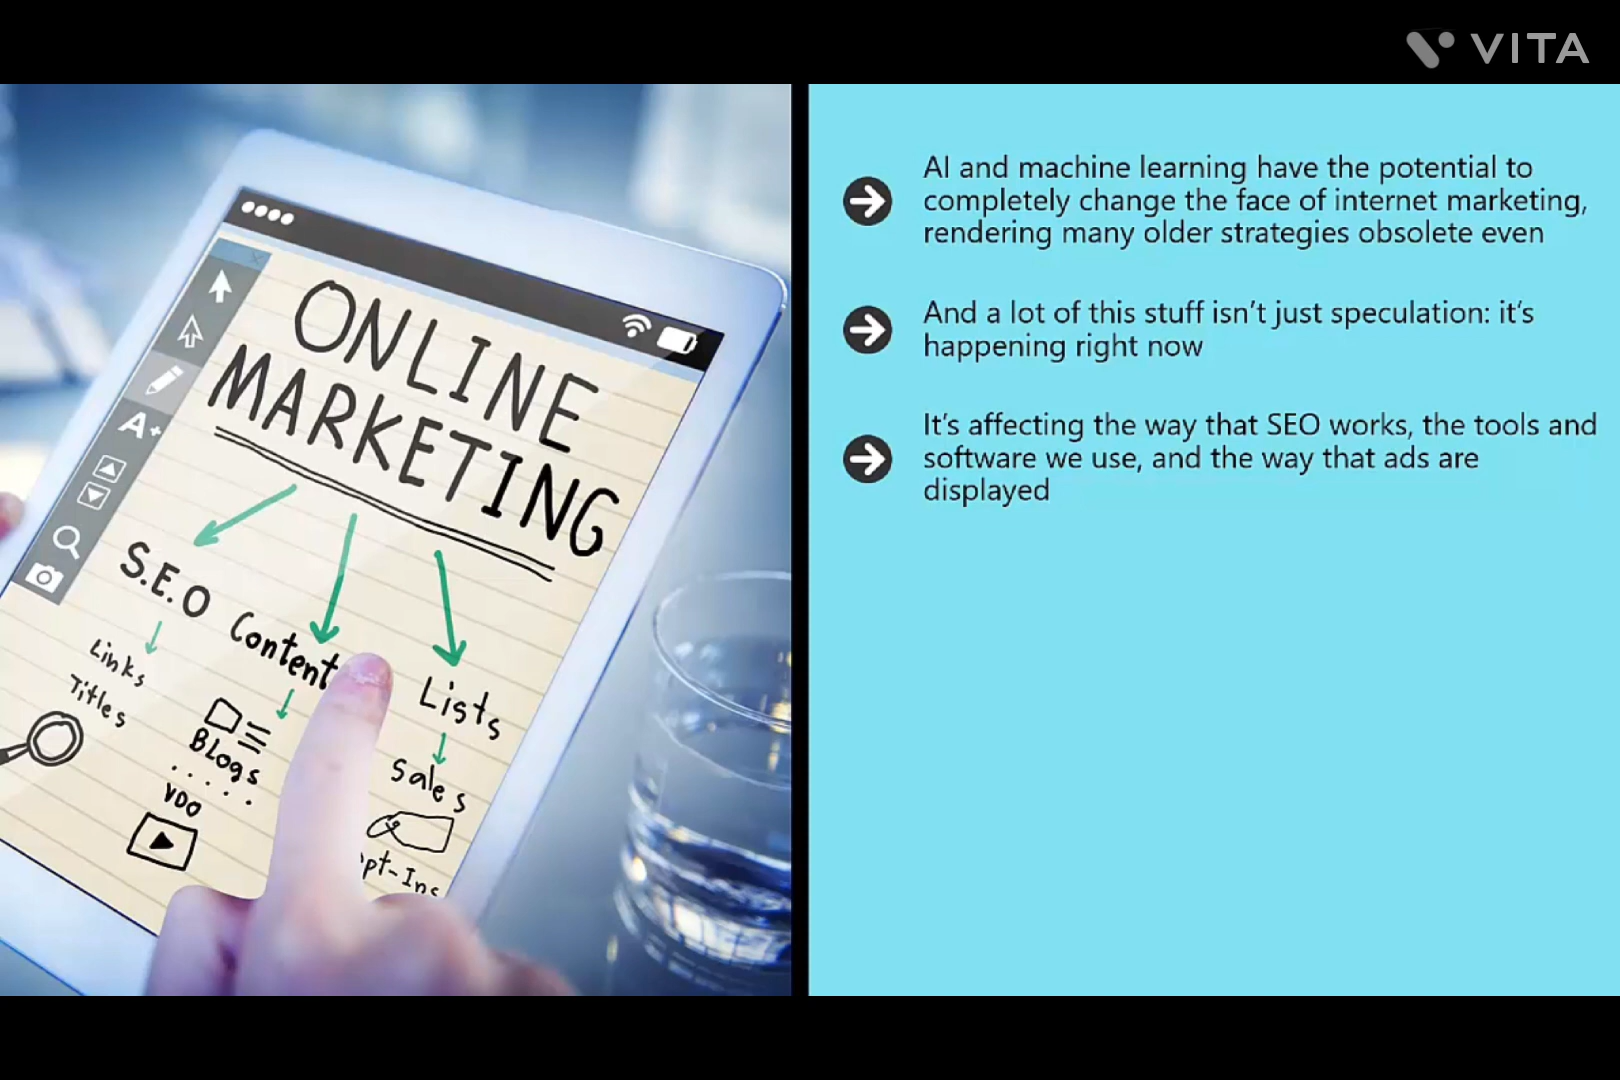 VITA
ONLINE
MARKETING
S.E.O
Content
Lists
Links
Titles
BLogs
VDO
Sales
pt-Ins
A+
AI and machine learning have the potential to
completely change the face of internet marketing,
rendering many older strategies obsolete even
And a lot of this stuff isn't just speculation: it's
happening right now
It's affecting the way that SEO works, the tools and
software we use, and the way that ads are
displayed